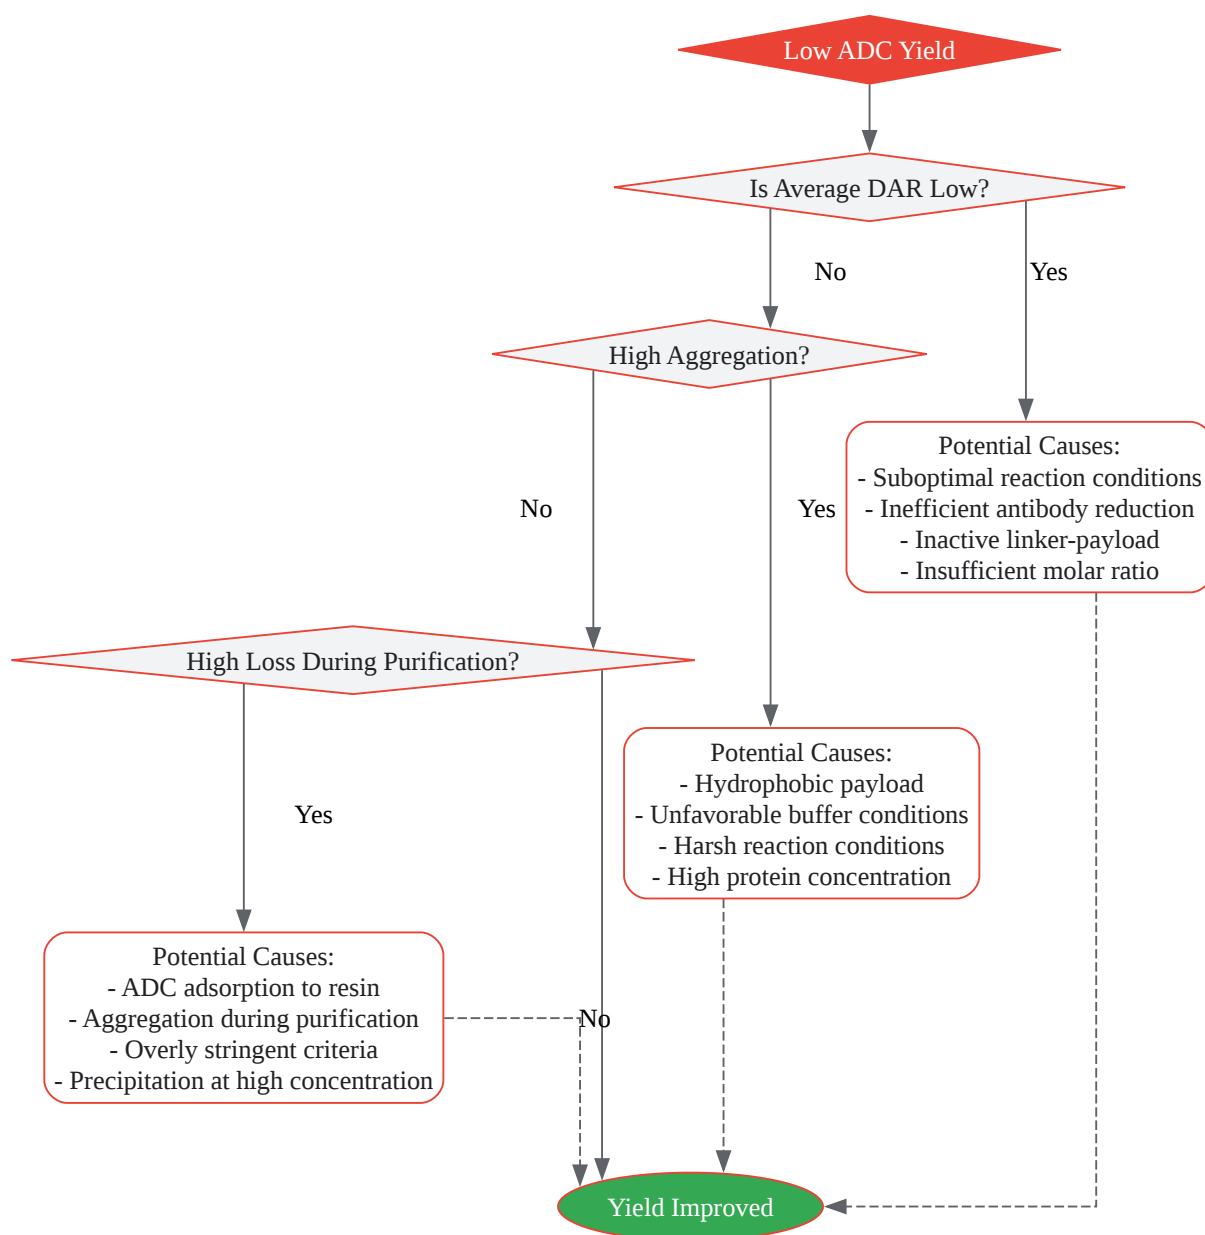 Low ADC Yield
Is Average DAR Low?
No
Yes
High Aggregation?
Potential Causes:
- Suboptimal reaction conditions
- Inefficient antibody reduction
- Inactive linker-payload
- Insufficient molar ratio
No
Yes
High Loss During Purification?
Potential Causes:
- Hydrophobic payload
- Unfavorable buffer conditions
- Harsh reaction conditions
- High protein concentration
Yes
Potential Causes:
- ADC adsorption to resin
- Aggregation during purification
- Overly stringent criteria
- Precipitation at high concentration
No
Yield Improved